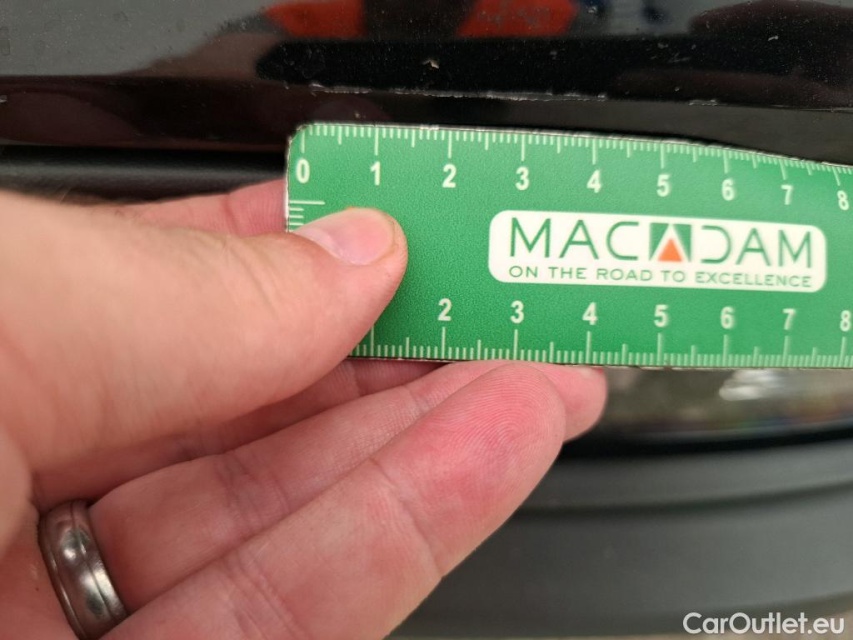 0 1 2 3 4 5 6 7 8
MACADAM
ON THE ROAD TO EXCELLENCE
2 3 4 5 6 7 8
CarOutlet.eu